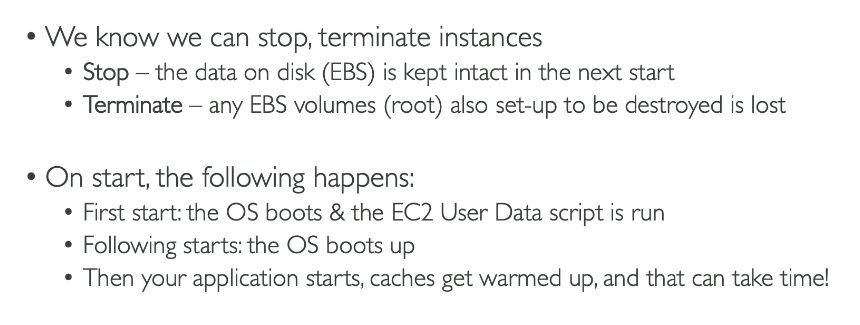 • We know we can stop, terminate instances
• Stop – the data on disk (EBS) is kept intact in the next start
• Terminate – any EBS volumes (root) also set-up to be destroyed is lost
• On start, the following happens:
• First start: the OS boots & the EC2 User Data script is run
• Following starts: the OS boots up
• Then your application starts, caches get warmed up, and that can take time!